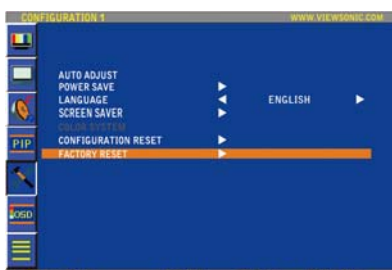 CONFIGURATION 1 WWW.VIEWSONIC.COM
AUTO ADJUST
POWER SAVE
LANGUAGE ENGLISH
SCREEN SAVER
COLOR SYSTEM
PIP
CONFIGURATION RESET
FACTORY RESET
OSD